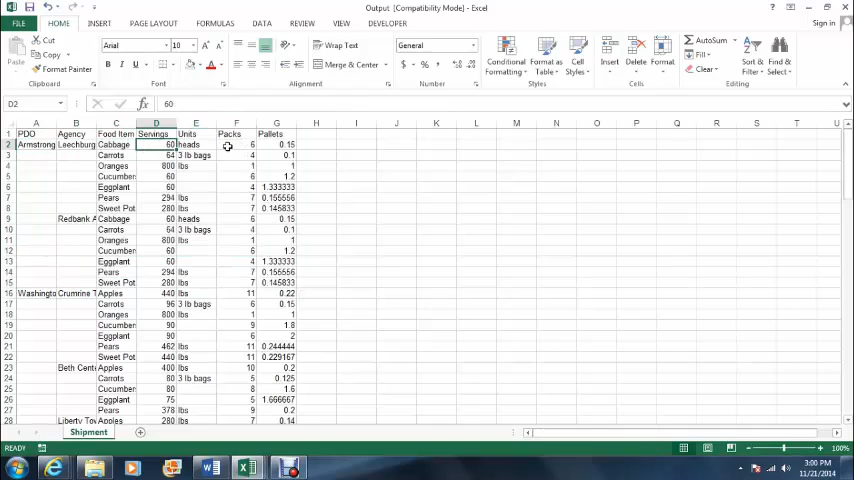 Output [Compatibility Mode] - Excel
Sign in
FILE HOME INSERT PAGE LAYOUT FORMULAS DATA REVIEW VIEW DEVELOPER
Cut
Copy
Format Painter
Paste
Clipboard
Arial 10
B I U
Font
Wrap Text
Merge & Center
Alignment
General
$ % ,
Number
Conditional Formatting
Format as Table
Cell Styles
Styles
Insert
Delete
Format
Cells
AutoSum
Fill
Clear
Sort & Filter
Find & Select
Editing
D2 fx 60
A B C D E F G H I J K L M N O P Q R S T U
1 PDO Agency Food Item Servings Units Packs Pallets
2 Armstrong Leechburg Cabbage 60 heads 6 0.15
3 Carrots 64 3 lb bags 4 0.1
4 Oranges 800 lbs 1 1
5 Cucumbers 60 6 1.2
6 Eggplant 60 4 1.333333
7 Pears 294 lbs 7 0.155556
8 Sweet Pot 280 lbs 7 0.145833
9 Redbank A Cabbage 60 heads 6 0.15
10 Carrots 64 3 lb bags 4 0.1
11 Oranges 800 lbs 1 1
12 Cucumbers 60 6 1.2
13 Eggplant 60 4 1.333333
14 Pears 294 lbs 7 0.155556
15 Sweet Pot 280 lbs 7 0.145833
16 Washingto Crumrine T Apples 440 lbs 11 0.22
17 Carrots 96 3 lb bags 6 0.15
18 Oranges 800 lbs 1 1
19 Cucumbers 90 9 1.8
20 Eggplant 90 6 2
21 Pears 462 lbs 11 0.244444
22 Sweet Pot 440 lbs 11 0.229167
23 Beth Cente Apples 400 lbs 10 0.2
24 Carrots 80 3 lb bags 5 0.125
25 Cucumbers 80 8 1.6
26 Eggplant 75 5 1.666667
27 Pears 378 lbs 9 0.2
28 Liberty Tow Apples 280 lbs 7 0.14
Shipment
READY
100%
3:00 PM
11/21/2014